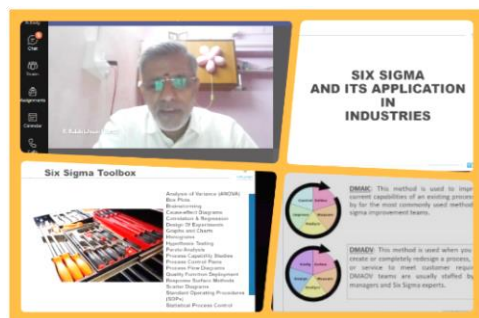 Chat
Teams
Assignments
Calendar
SIX SIGMA
AND ITS APPLICATION
IN
INDUSTRIES
Six Sigma Toolbox
Analysis of Variance (ANOVA)
Box Plots
Brainstorming
Cause/effect Diagrams
Correlation & Regression
Design Of Experiments
Graphs and Charts
Histograms
Hypothesis Testing
Pareto Analysis
Process Capability Studies
Process Control Plans
Process Flow Diagrams
Quality Function Deployment
Response Surface Methods
Scatter Diagrams
Standard Operating Procedures
(SOPs)
Statistical Process Control
DMAIC: This method is used to impr
current capabilities of an existing process
by far the most commonly used method
sigma improvement teams.
DMADV: This method is used when you
create or completely redesign a process,
or service to meet customer requi
DMADV teams are usually staffed by
managers and Six Sigma experts.